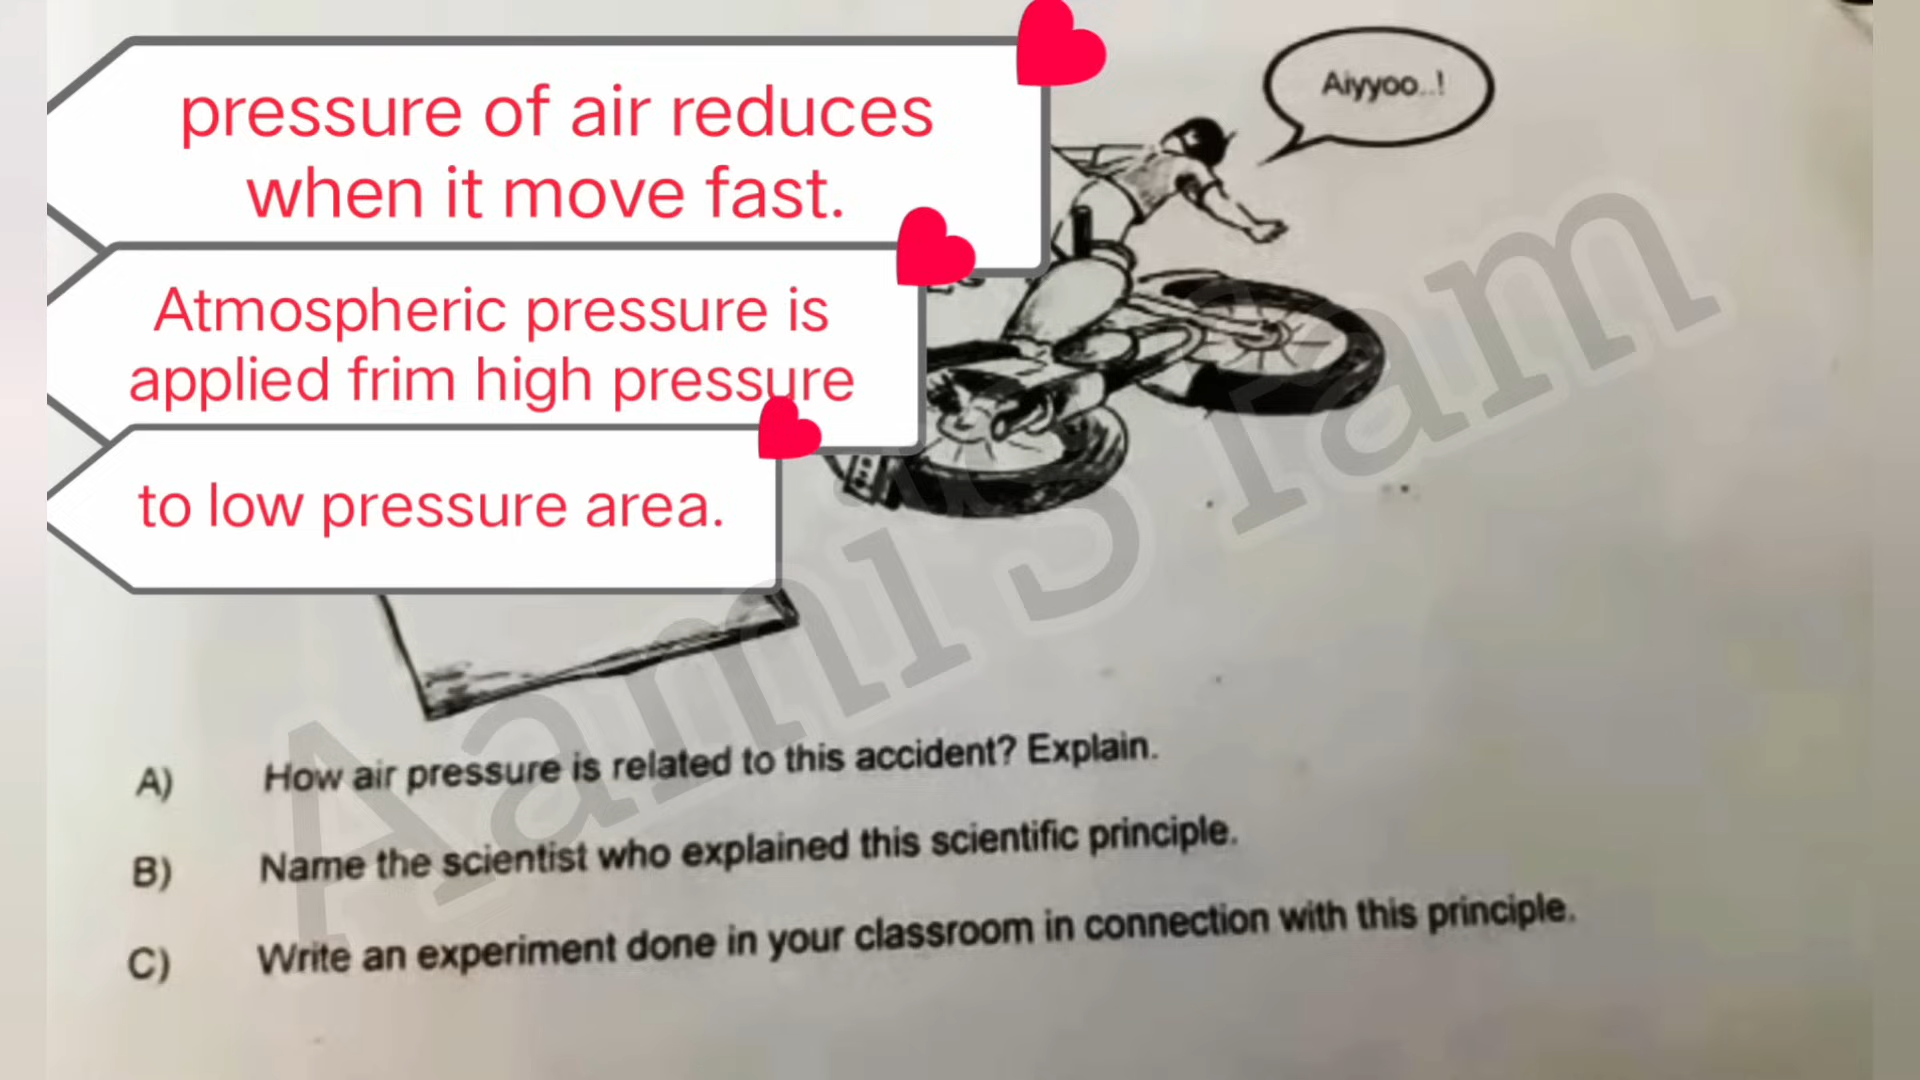 pressure of air reduces
when it move fast.
Atmospheric pressure is
applied frim high pressure
to low pressure area.
Aiyyoo..!
A) How air pressure is related to this accident? Explain.
B) Name the scientist who explained this scientific principle.
C) Write an experiment done in your classroom in connection with this principle.
Aami's fam